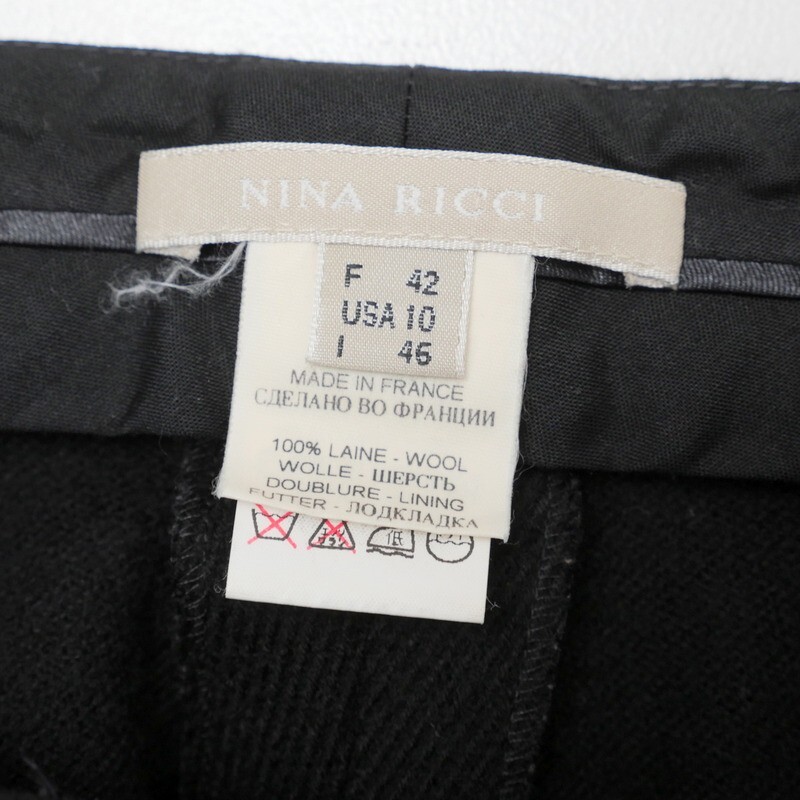 NINA RICCI
F 42
USA 10
I 46
MADE IN FRANCE
СДЕЛАНО ВО ФРАНЦИИ
100% LAINE - WOOL
WOLLE - ШЕРСТЬ
DOUBLURE - LINING
FUTTER - ЛОДКЛАДКА
低